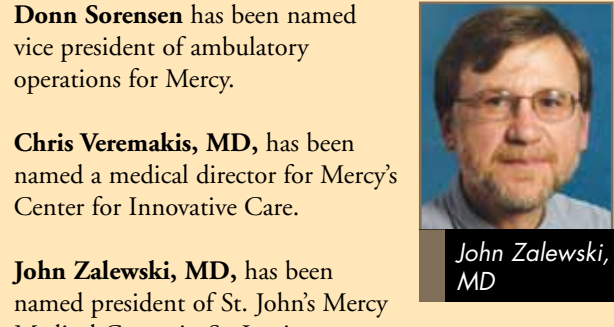 Donn Sorensen has been named
vice president of ambulatory
operations for Mercy.
Chris Veremakis, MD, has been
named a medical director for Mercy's
Center for Innovative Care.
John Zalewski, MD, has been
named president of St. John's Mercy
John Zalewski,
MD